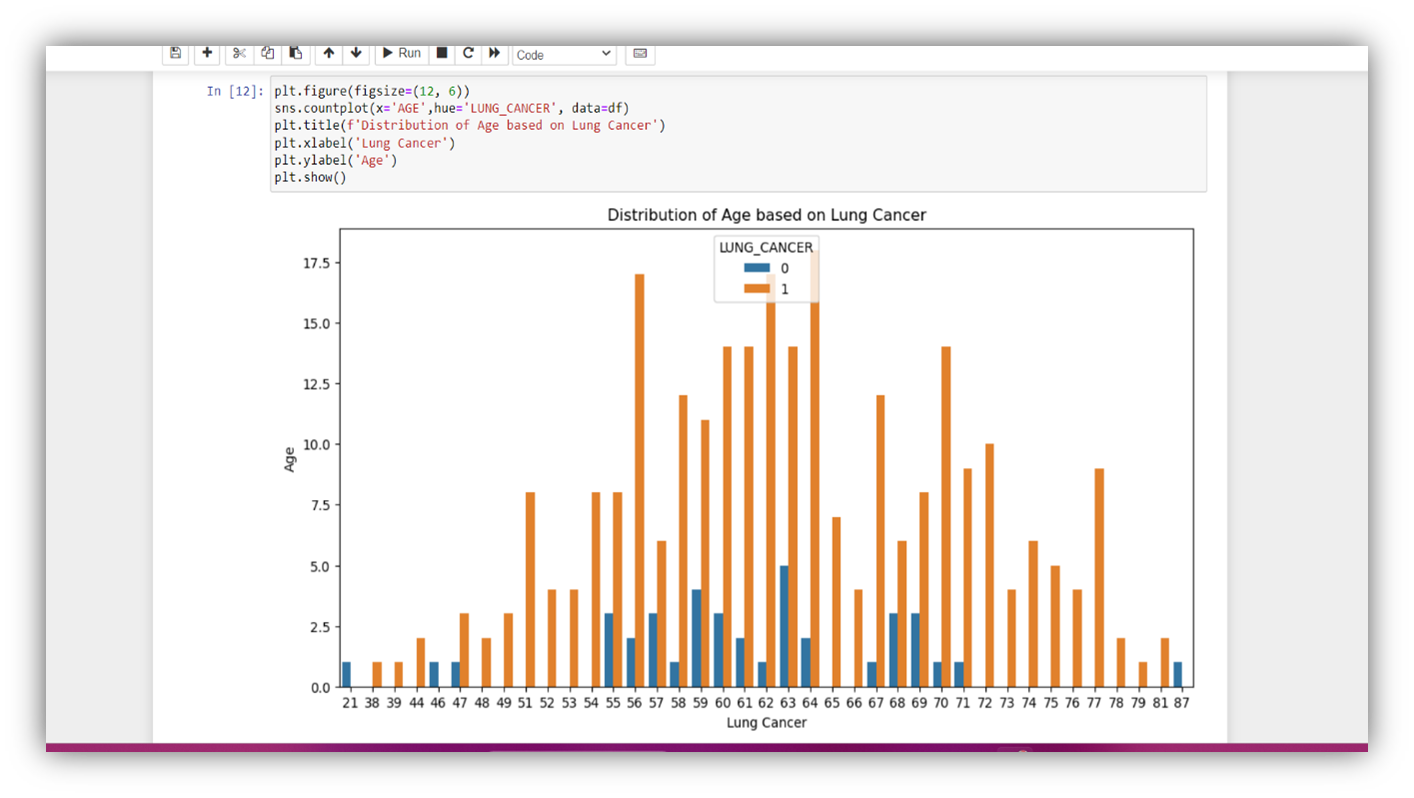 Run Code
In [12]: plt.figure(figsize=(12, 6))
sns.countplot(x='AGE',hue='LUNG_CANCER', data=df)
plt.title(f'Distribution of Age based on Lung Cancer')
plt.xlabel('Lung Cancer')
plt.ylabel('Age')
plt.show()
Distribution of Age based on Lung Cancer
LUNG_CANCER
0
1
17.5
15.0
12.5
10.0
7.5
5.0
2.5
0.0
Age
21 38 39 44 46 47 48 49 51 52 53 54 55 56 57 58 59 60 61 62 63 64 65 66 67 68 69 70 71 72 73 74 75 76 77 78 79 81 87
Lung Cancer